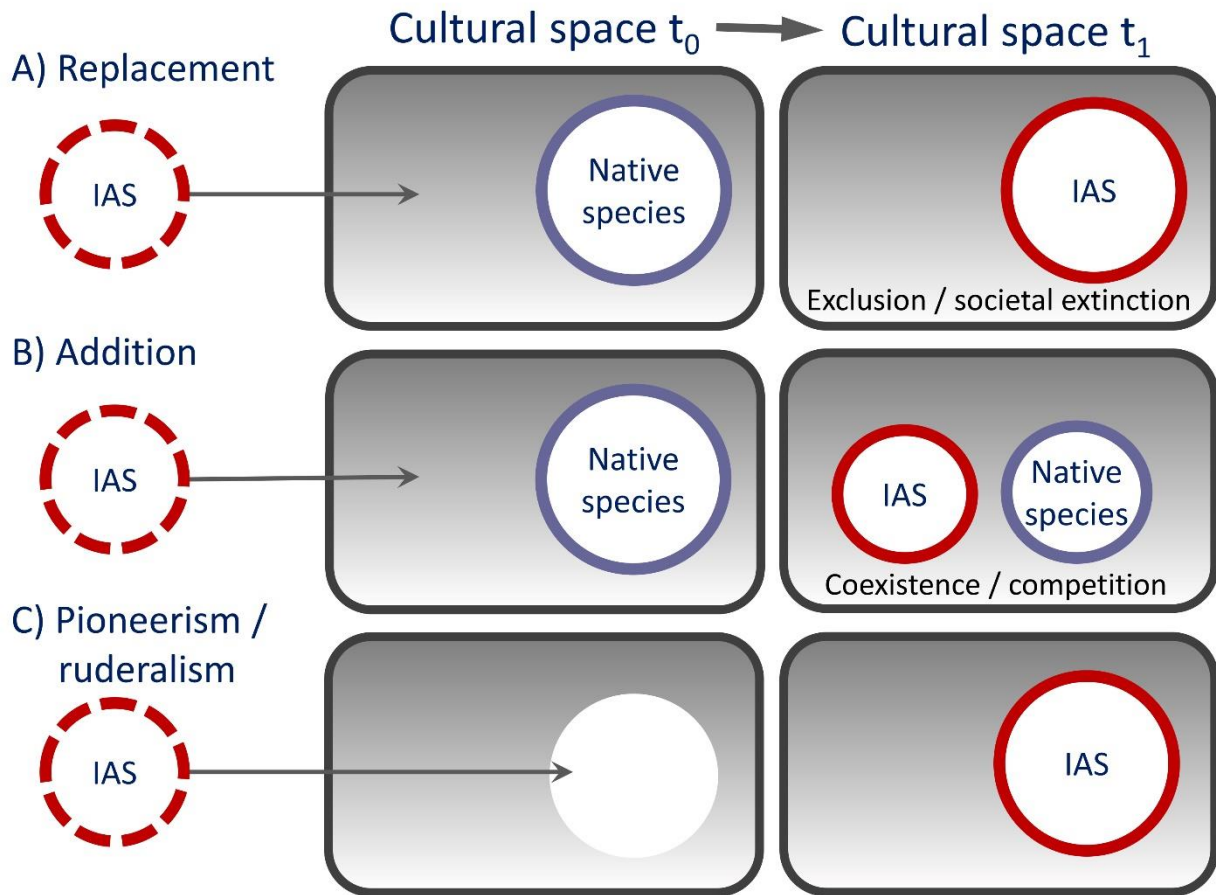 Cultural space t₀
Cultural space t₁
A) Replacement
IAS
Native
species
IAS
Exclusion / societal extinction
B) Addition
IAS
Native
species
IAS
Native
species
Coexistence / competition
C) Pioneerism /
ruderalism
IAS
IAS